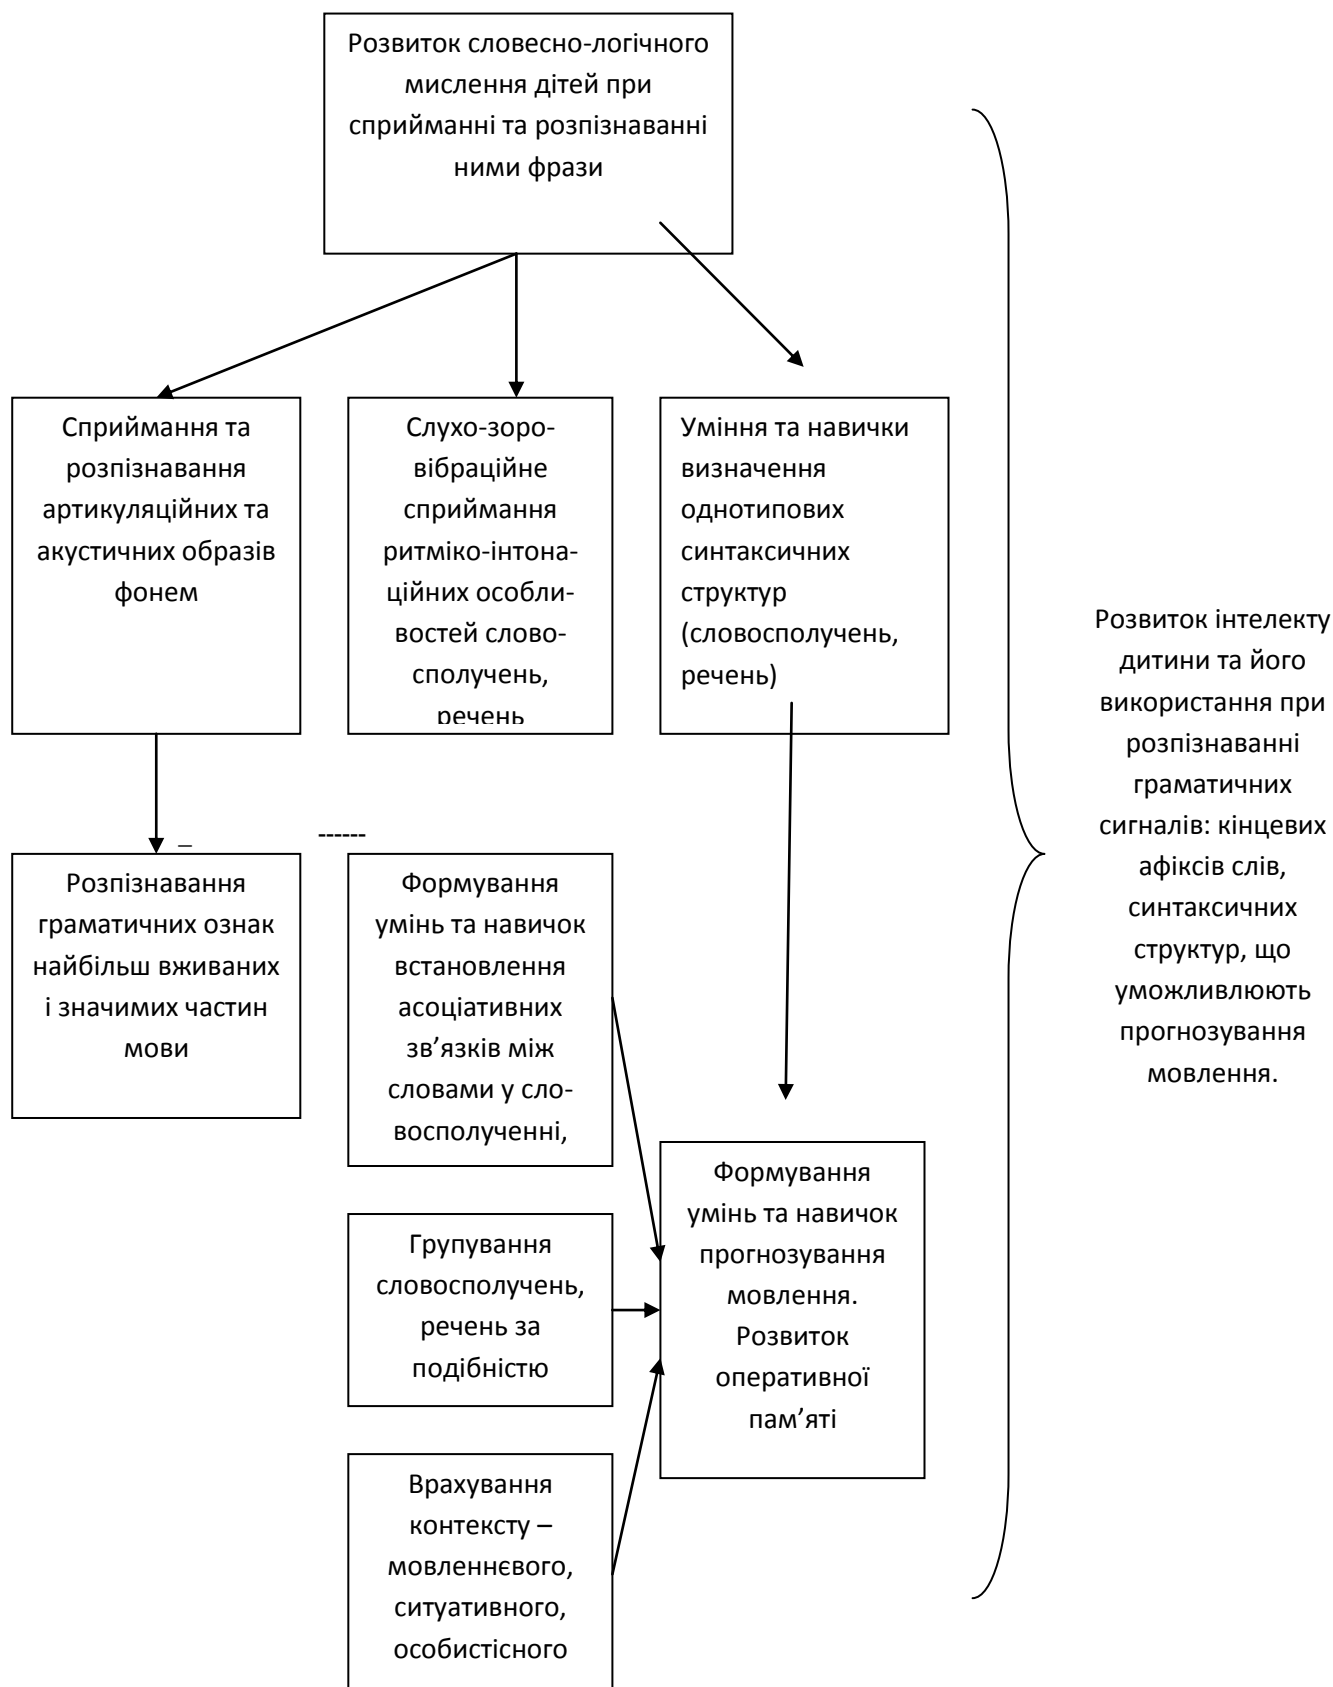 Розвиток словесно-логічного
мислення дітей при
сприйманні та розпізнаванні
ними фрази
Сприймання та
розпізнавання
артикуляційних та
акустичних образів
фонем
Слухо-зоро-
вібраційне
сприймання
ритміко-інтона-
ційних особли-
востей слово-
сполучень,
речень
Уміння та навички
визначення
однотипових
синтаксичних
структур
(словосполучень,
речень)
Розпізнавання
граматичних ознак
найбільш вживаних
і значимих частин
мови
Формування
умінь та навичок
встановлення
асоціативних
зв’язків між
словами у сло-
восполученні,
Групування
словосполучень,
речень за
подібністю
Врахування
контексту –
мовленнєвого,
ситуативного,
особистісного
Формування
умінь та навичок
прогнозування
мовлення.
Розвиток
оперативної
пам’яті
Розвиток інтелекту
дитини та його
використання при
розпізнаванні
граматичних
сигналів: кінцевих
афіксів слів,
синтаксичних
структур, що
уможливлюють
прогнозування
мовлення.